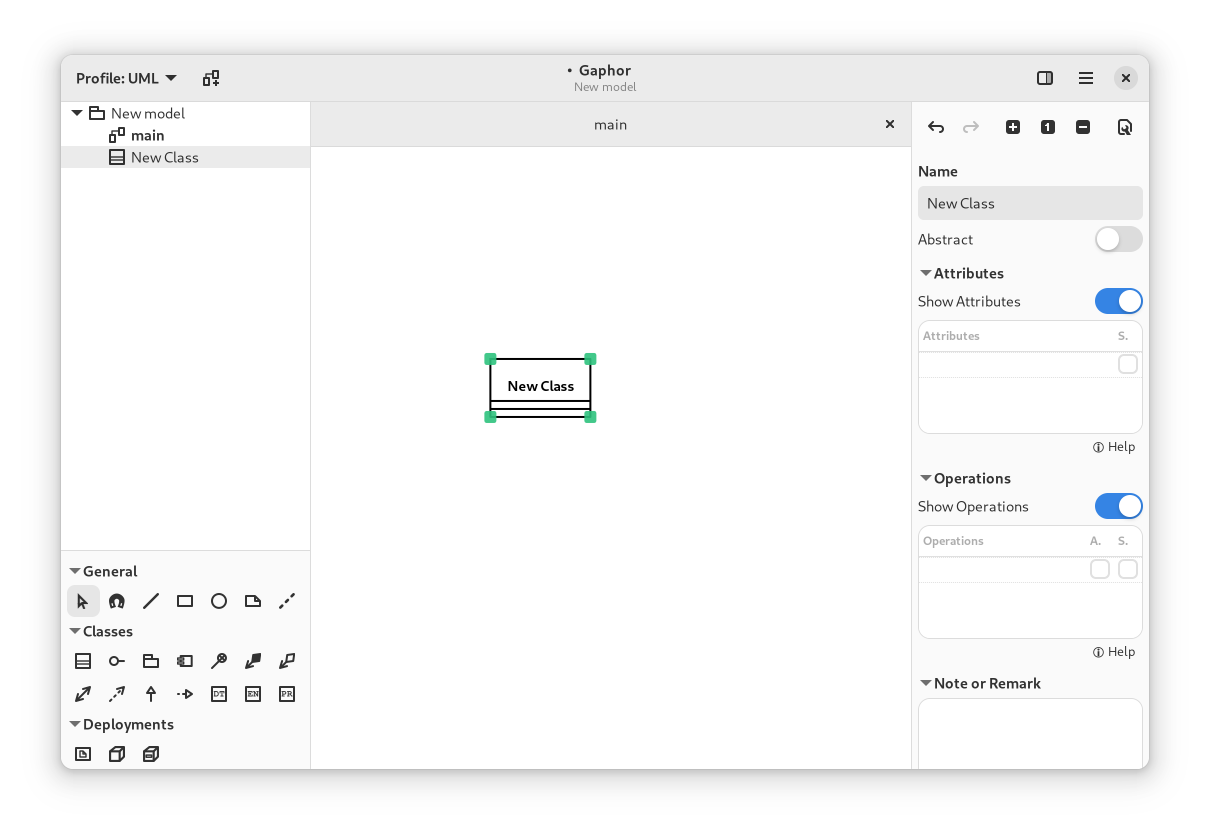 Profile: UML
• Gaphor
New model
New model
main
New Class
main
New Class
Name
New Class
Abstract
Attributes
Show Attributes
Attributes S.
Help
Operations
Show Operations
Operations A. S.
Help
Note or Remark
General
Classes
DT EN PR
Deployments
1